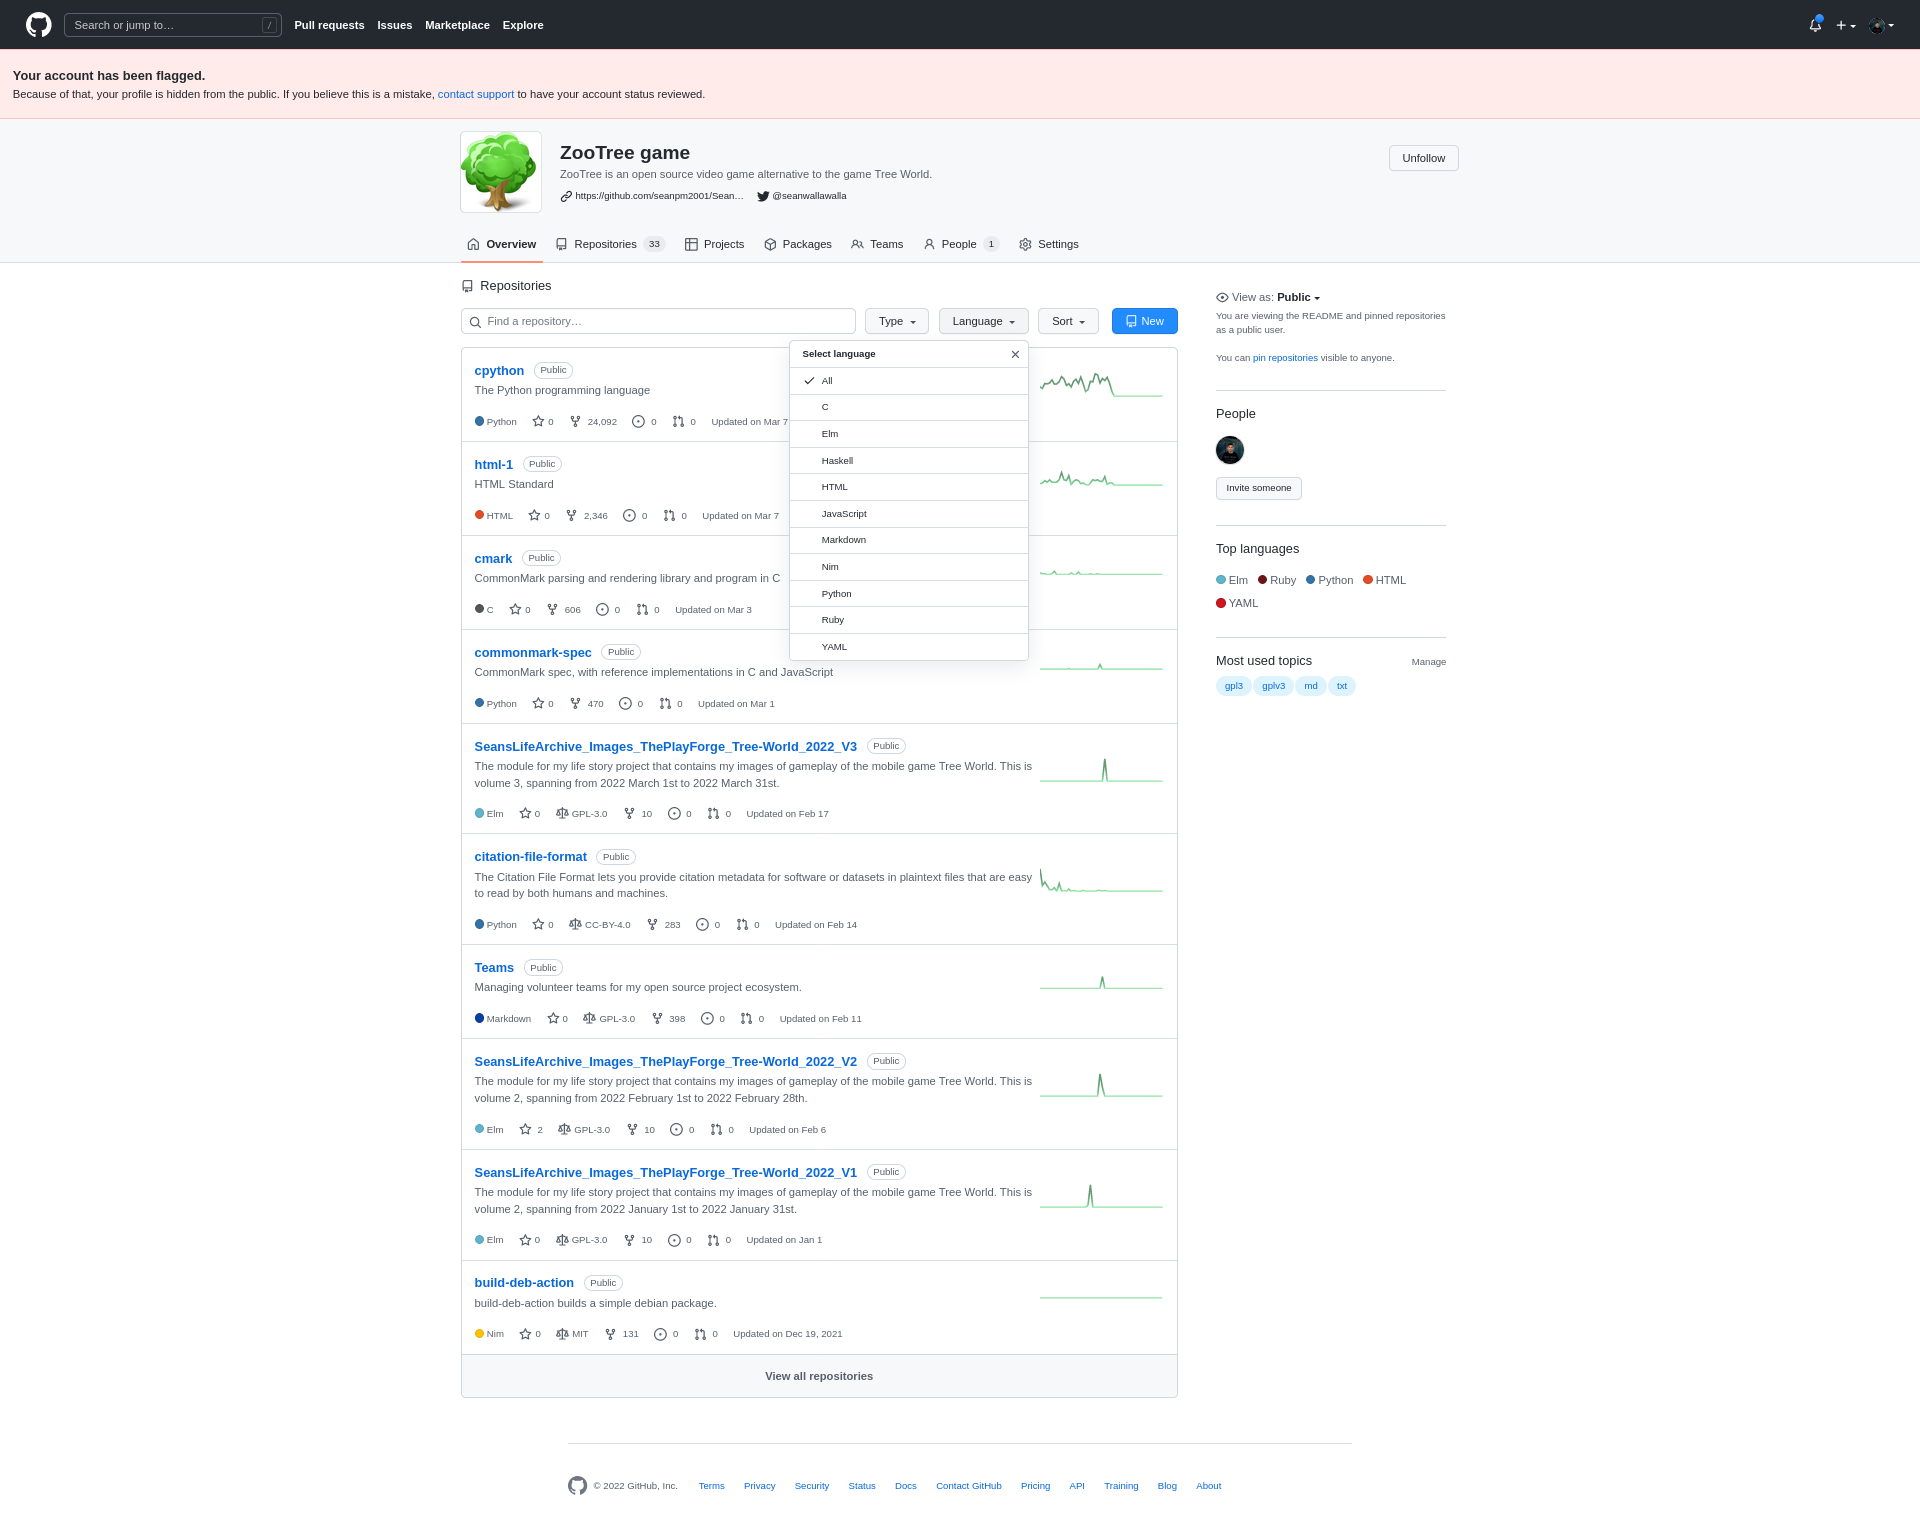 Search or jump to… /
Pull requests Issues Marketplace Explore
Your account has been flagged.
Because of that, your profile is hidden from the public. If you believe this is a mistake, contact support to have your account status reviewed.
ZooTree game
ZooTree is an open source video game alternative to the game Tree World.
https://github.com/seanpm2001/Sean… @seanwallawalla
Unfollow
Overview Repositories 33 Projects Packages Teams People 1 Settings
Repositories
Find a repository… Type Language Sort New
Select language
All
C
Elm
Haskell
HTML
JavaScript
Markdown
Nim
Python
Ruby
YAML
cpython Public
The Python programming language
Python 0 24,092 0 0 Updated on Mar 7
html-1 Public
HTML Standard
HTML 0 2,346 0 0 Updated on Mar 7
cmark Public
CommonMark parsing and rendering library and program in C
C 0 606 0 0 Updated on Mar 3
commonmark-spec Public
CommonMark spec, with reference implementations in C and JavaScript
Python 0 470 0 0 Updated on Mar 1
SeansLifeArchive_Images_ThePlayForge_Tree-World_2022_V3 Public
The module for my life story project that contains my images of gameplay of the mobile game Tree World. This is
volume 3, spanning from 2022 March 1st to 2022 March 31st.
Elm 0 GPL-3.0 10 0 0 Updated on Feb 17
citation-file-format Public
The Citation File Format lets you provide citation metadata for software or datasets in plaintext files that are easy
to read by both humans and machines.
Python 0 CC-BY-4.0 283 0 0 Updated on Feb 14
Teams Public
Managing volunteer teams for my open source project ecosystem.
Markdown 0 GPL-3.0 398 0 0 Updated on Feb 11
SeansLifeArchive_Images_ThePlayForge_Tree-World_2022_V2 Public
The module for my life story project that contains my images of gameplay of the mobile game Tree World. This is
volume 2, spanning from 2022 February 1st to 2022 February 28th.
Elm 2 GPL-3.0 10 0 0 Updated on Feb 6
SeansLifeArchive_Images_ThePlayForge_Tree-World_2022_V1 Public
The module for my life story project that contains my images of gameplay of the mobile game Tree World. This is
volume 2, spanning from 2022 January 1st to 2022 January 31st.
Elm 0 GPL-3.0 10 0 0 Updated on Jan 1
build-deb-action Public
build-deb-action builds a simple debian package.
Nim 0 MIT 131 0 0 Updated on Dec 19, 2021
View all repositories
View as: Public
You are viewing the README and pinned repositories
as a public user.
You can pin repositories visible to anyone.
People
Invite someone
Top languages
Elm Ruby Python HTML
YAML
Most used topics Manage
gpl3 gplv3 md txt
© 2022 GitHub, Inc. Terms Privacy Security Status Docs Contact GitHub Pricing API Training Blog About